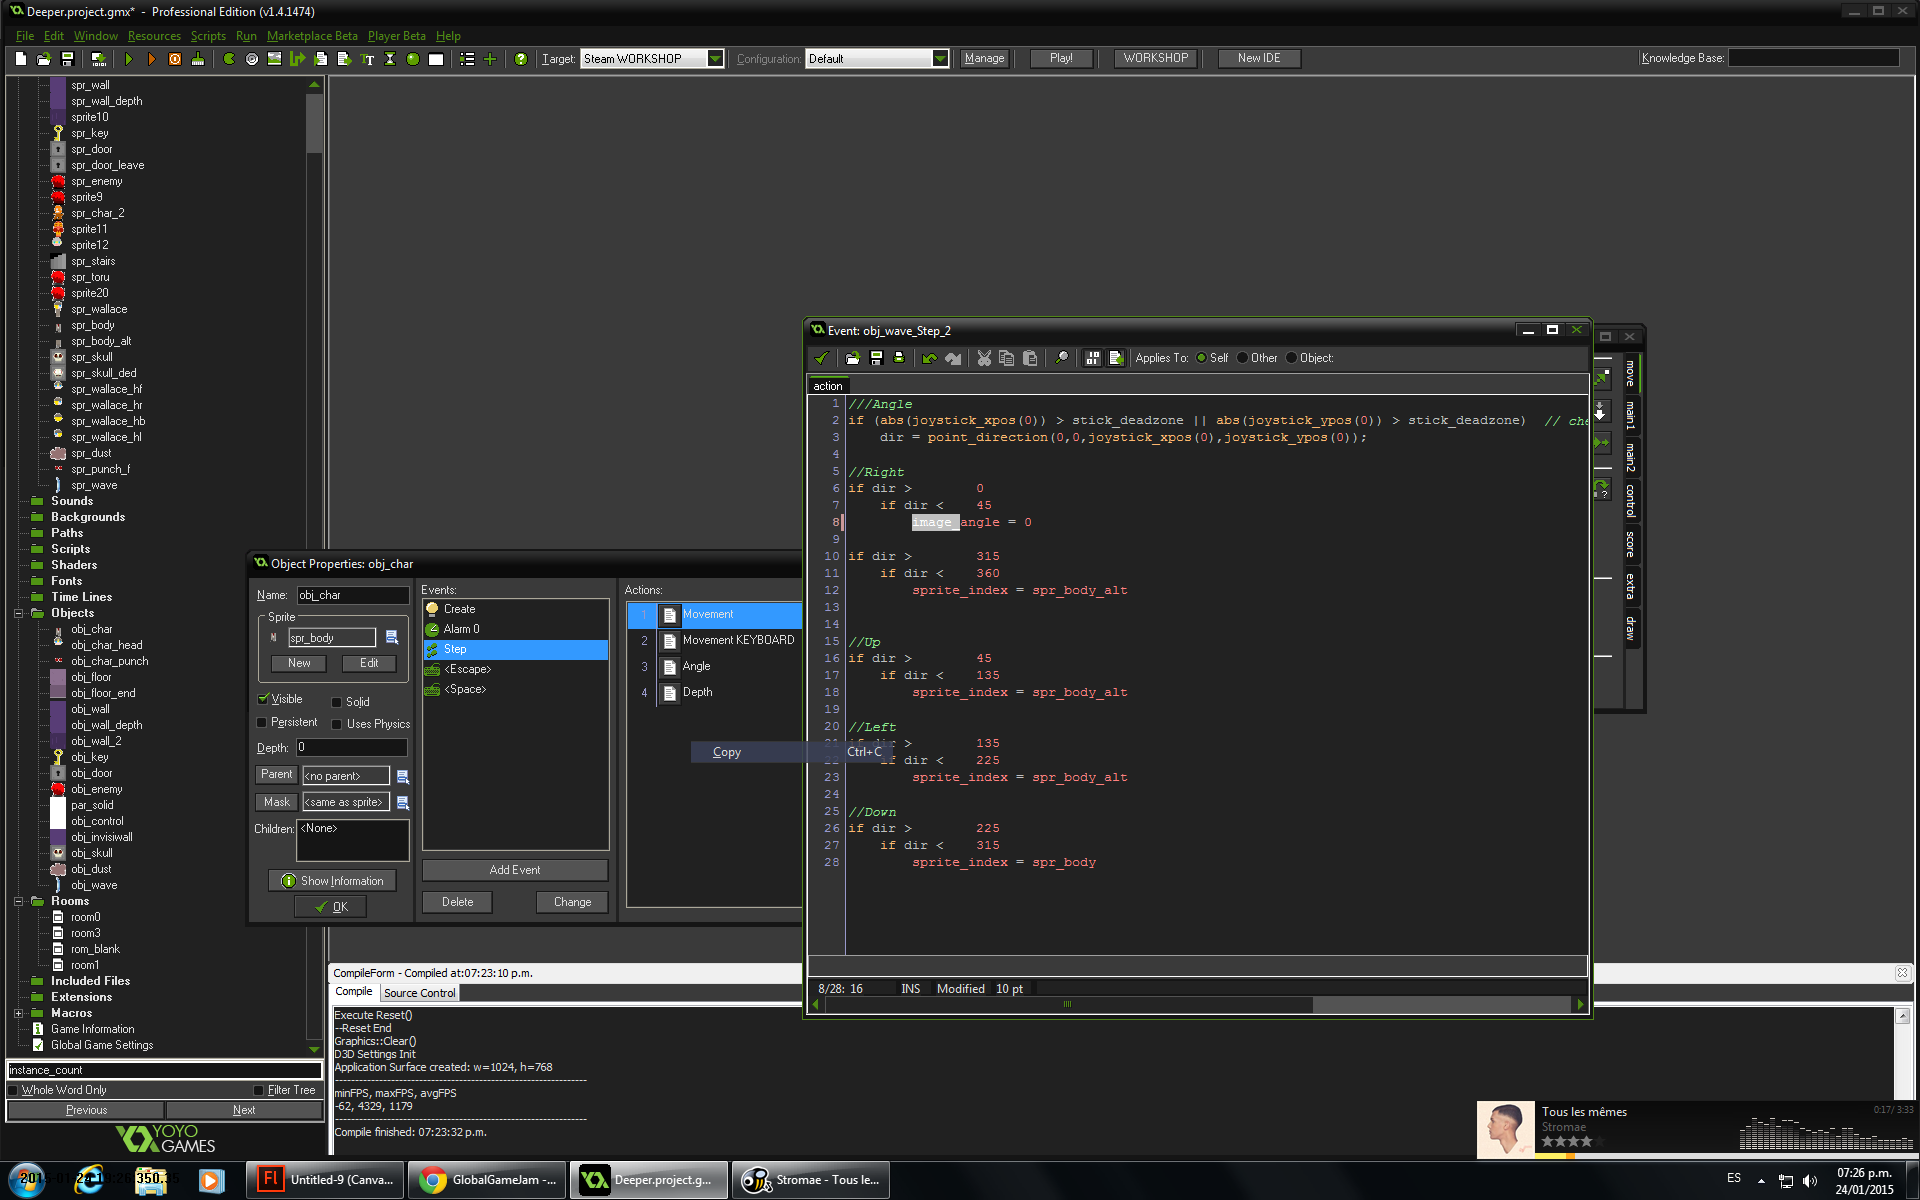 Deeper.project.gmx* - Professional Edition (v1.4.1474)
File Edit Window Resources Scripts Run Marketplace Beta Player Beta Help
Target: Steam WORKSHOP Configuration: Default Manage Play! WORKSHOP New IDE Knowledge Base:
spr_wall
spr_wall_depth
sprite10
spr_key
spr_door
spr_door_leave
spr_enemy
sprite9
spr_char_2
sprite11
sprite12
spr_stairs
spr_toru
sprite20
spr_wallace
spr_body
spr_body_alt
spr_skull
spr_skull_ded
spr_wallace_hf
spr_wallace_hr
spr_wallace_hb
spr_wallace_hl
spr_dust
spr_punch_f
spr_wave
Sounds
Backgrounds
Paths
Scripts
Shaders
Fonts
Time Lines
Objects
obj_char
obj_char_head
obj_char_punch
obj_floor
obj_floor_end
obj_wall
obj_wall_depth
obj_wall_2
obj_key
obj_door
obj_enemy
par_solid
obj_control
obj_invisiwall
obj_skull
obj_dust
obj_wave
Rooms
room0
room3
rom_blank
room1
Included Files
Extensions
Macros
Game Information
Global Game Settings
instance_count
Whole Word Only Filter Tree
Previous Next
YOYO
GAMES
Object Properties: obj_char
Name: obj_char
Sprite
spr_body
New Edit
Visible Solid
Persistent Uses Physics
Depth: 0
Parent <no parent>
Mask <same as sprite>
Children: <None>
Show Information
OK
Events:
Create
Alarm 0
Step
<Escape>
<Space>
Add Event
Delete Change
Actions:
1 Movement
2 Movement KEYBOARD
3 Angle
4 Depth
Copy Ctrl+C
Event: obj_wave_Step_2
Applies To: Self Other Object:
action
1 ///Angle
2 if (abs(joystick_xpos(0)) > stick_deadzone || abs(joystick_ypos(0)) > stick_deadzone) // che
3 dir = point_direction(0,0,joystick_xpos(0),joystick_ypos(0));
4
5 //Right
6 if dir > 0
7 if dir < 45
8 image_angle = 0
9
10 if dir > 315
11 if dir < 360
12 sprite_index = spr_body_alt
13
14
15 //Up
16 if dir > 45
17 if dir < 135
18 sprite_index = spr_body_alt
19
20 //Left
21 if dir > 135
22 if dir < 225
23 sprite_index = spr_body_alt
24
25 //Down
26 if dir > 225
27 if dir < 315
28 sprite_index = spr_body
8/28: 16 INS Modified 10 pt
move
main1
main2
control
score
extra
draw
CompileForm - Compiled at:07:23:10 p.m.
Compile Source Control
Execute Reset()
--Reset End
Graphics::Clear()
D3D Settings Init
Application Surface created: w=1024, h=768
minFPS, maxFPS, avgFPS
-62, 4329, 1179
Compile finished: 07:23:32 p.m.
Tous les mêmes
Stromae
0:17/ 3:33
Untitled-9 (Canva...
GlobalGameJam -...
Deeper.project.g...
Stromae - Tous le...
ES
07:26 p.m.
24/01/2015